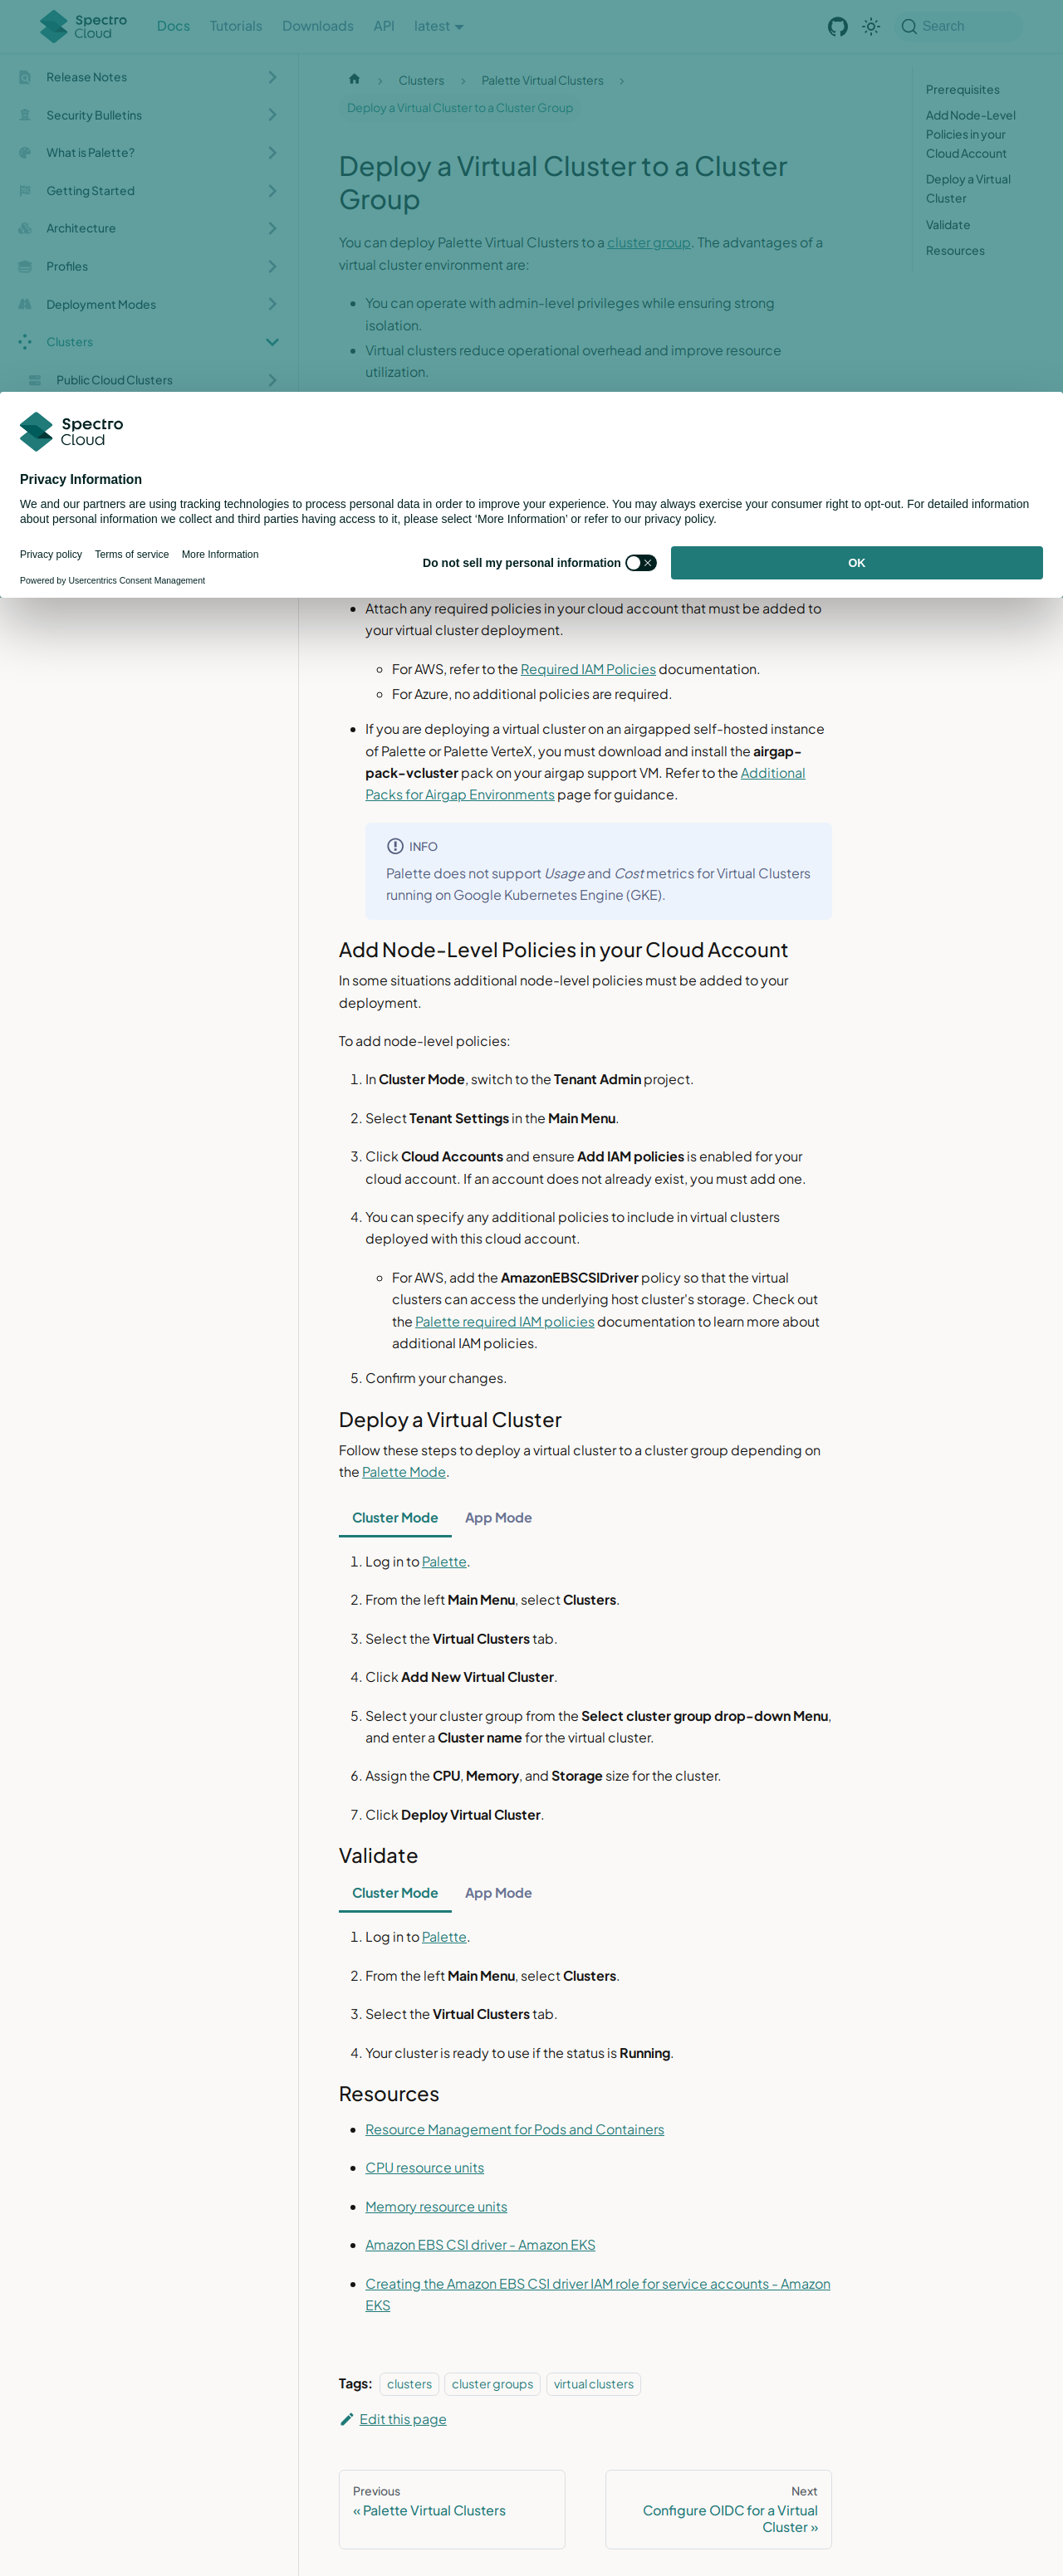 Spectro Cloud
Docs
Tutorials
Downloads
API
latest
Search
Release Notes
Security Bulletins
What is Palette?
Getting Started
Architecture
Profiles
Deployment Modes
Clusters
Public Cloud Clusters
Clusters
Palette Virtual Clusters
Deploy a Virtual Cluster to a Cluster Group
Prerequisites
Add Node-Level
Policies in your
Cloud Account
Deploy a Virtual
Cluster
Validate
Resources
Deploy a Virtual Cluster to a Cluster
Group
You can deploy Palette Virtual Clusters to a cluster group. The advantages of a
virtual cluster environment are:
• You can operate with admin-level privileges while ensuring strong
isolation.
• Virtual clusters reduce operational overhead and improve resource
utilization.
Spectro
Cloud
Privacy Information
We and our partners are using tracking technologies to process personal data in order to improve your experience. You may always exercise your consumer right to opt-out. For detailed information
about personal information we collect and third parties having access to it, please select ‘More Information’ or refer to our privacy policy.
Privacy policy
Terms of service
More Information
Powered by Usercentrics Consent Management
Do not sell my personal information
OK
• Attach any required policies in your cloud account that must be added to
your virtual cluster deployment.
◦ For AWS, refer to the Required IAM Policies documentation.
◦ For Azure, no additional policies are required.
• If you are deploying a virtual cluster on an airgapped self-hosted instance
of Palette or Palette VerteX, you must download and install the airgap-
pack-vcluster pack on your airgap support VM. Refer to the Additional
Packs for Airgap Environments page for guidance.
INFO
Palette does not support Usage and Cost metrics for Virtual Clusters
running on Google Kubernetes Engine (GKE).
Add Node-Level Policies in your Cloud Account
In some situations additional node-level policies must be added to your
deployment.
To add node-level policies:
1. In Cluster Mode, switch to the Tenant Admin project.
2. Select Tenant Settings in the Main Menu.
3. Click Cloud Accounts and ensure Add IAM policies is enabled for your
cloud account. If an account does not already exist, you must add one.
4. You can specify any additional policies to include in virtual clusters
deployed with this cloud account.
◦ For AWS, add the AmazonEBSCSIDriver policy so that the virtual
clusters can access the underlying host cluster's storage. Check out
the Palette required IAM policies documentation to learn more about
additional IAM policies.
5. Confirm your changes.
Deploy a Virtual Cluster
Follow these steps to deploy a virtual cluster to a cluster group depending on
the Palette Mode.
Cluster Mode
App Mode
1. Log in to Palette.
2. From the left Main Menu, select Clusters.
3. Select the Virtual Clusters tab.
4. Click Add New Virtual Cluster.
5. Select your cluster group from the Select cluster group drop-down Menu,
and enter a Cluster name for the virtual cluster.
6. Assign the CPU, Memory, and Storage size for the cluster.
7. Click Deploy Virtual Cluster.
Validate
Cluster Mode
App Mode
1. Log in to Palette.
2. From the left Main Menu, select Clusters.
3. Select the Virtual Clusters tab.
4. Your cluster is ready to use if the status is Running.
Resources
• Resource Management for Pods and Containers
• CPU resource units
• Memory resource units
• Amazon EBS CSI driver - Amazon EKS
• Creating the Amazon EBS CSI driver IAM role for service accounts - Amazon
EKS
Tags: clusters cluster groups virtual clusters
Edit this page
Previous
« Palette Virtual Clusters
Next
Configure OIDC for a Virtual
Cluster »